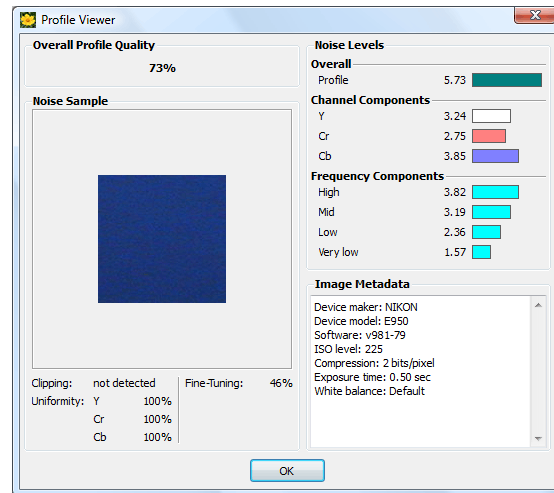 Profile Viewer
Overall Profile Quality
73%
Noise Sample
Clipping: not detected
Uniformity: Y 100%
Cr 100%
Cb 100%
Fine-Tuning: 46%
Noise Levels
Overall
Profile 5.73
Channel Components
Y 3.24
Cr 2.75
Cb 3.85
Frequency Components
High 3.82
Mid 3.19
Low 2.36
Very low 1.57
Image Metadata
Device maker: NIKON
Device model: E950
Software: v981-79
ISO level: 225
Compression: 2 bits/pixel
Exposure time: 0.50 sec
White balance: Default
OK